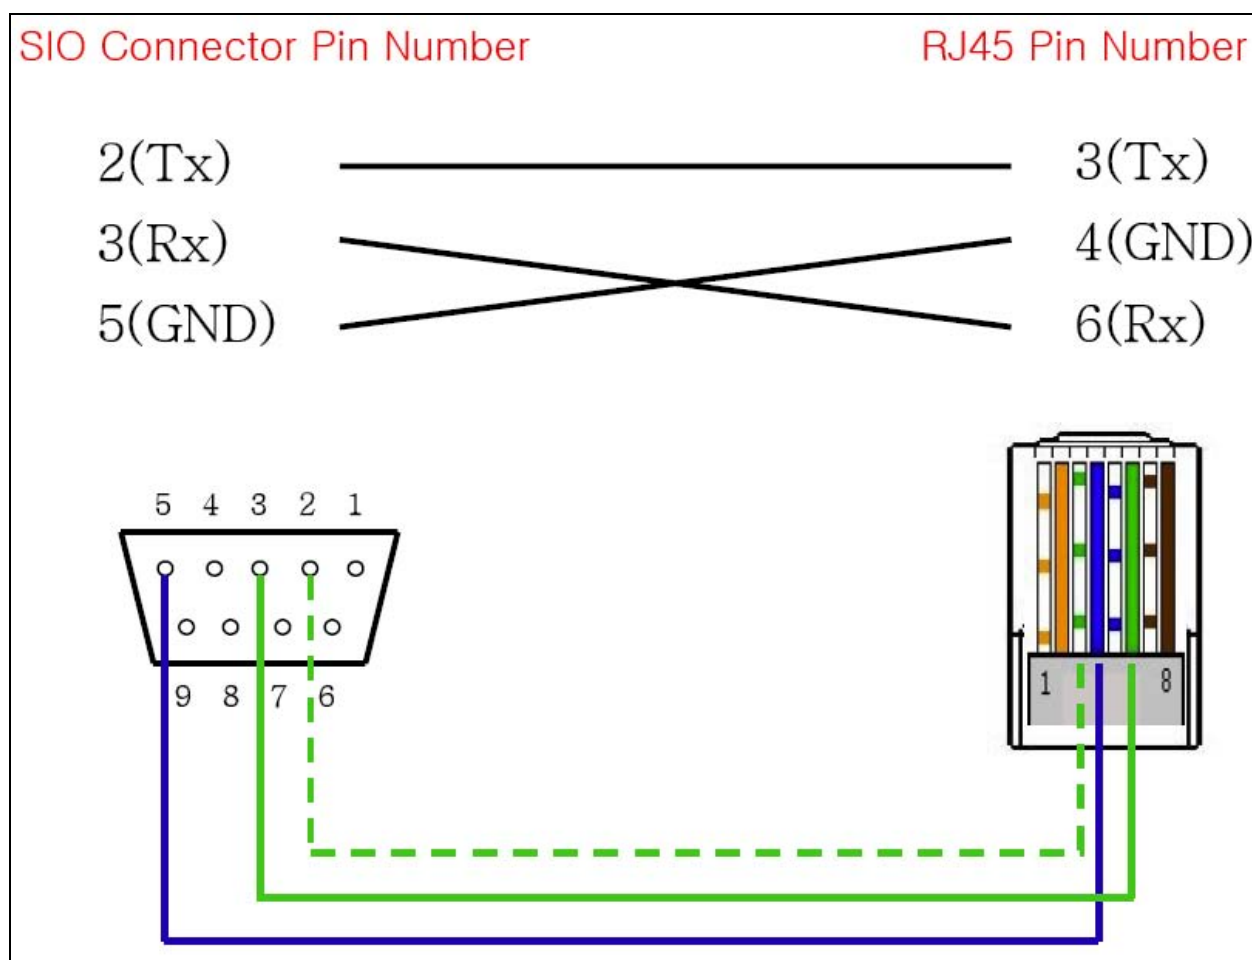 SIO Connector Pin Number RJ45 Pin Number
2(Tx) 3(Tx)
3(Rx) 4(GND)
5(GND) 6(Rx)
5 4 3 2 1
9 8 7 6
1 8